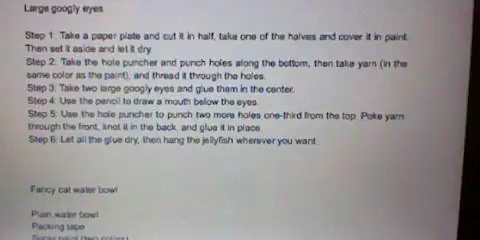 Large googly eyes
Step 1: Take a paper plate and cut it in half, take one of the halves and cover it in paint.
Then set it aside and let it dry.
Step 2: Take the hole puncher and punch holes along the bottom, then take yarn (in the
same color as the paint), and thread it through the holes.
Step 3: Take two large googly eyes and glue them in the center.
Step 4: Use the pencil to draw a mouth below the eyes.
Step 5: Use the hole puncher to punch two more holes one-third from the top. Poke yarn
through the front, knot it in the back, and glue it in place.
Step 6: Let all the glue dry, then hang the jellyfish wherever you want.
Fancy cat water bowl
Plain water bowl
Packing tape
Spray paint (two colors)